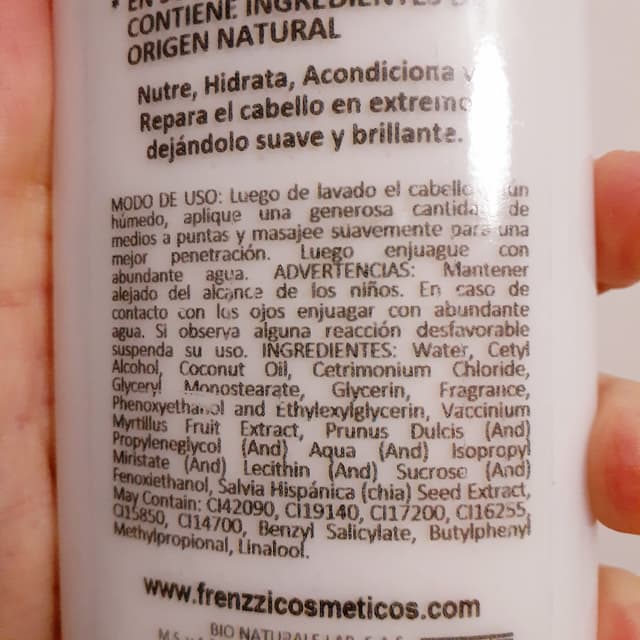 CONTIENE INGREDIENTES
ORIGEN NATURAL
Nutre, Hidrata, Acondiciona y
Repara el cabello en extremo
dejándolo suave y brillante.
MODO DE USO: Luego de lavado el cabello aún
húmedo, aplique una generosa cantidad de
medios a puntas y masajee suavemente para una
mejor penetración. Luego enjuague con
abundante agua. ADVERTENCIAS: Mantener
alejado del alcance de los niños. En caso de
contacto con los ojos enjuagar con abundante
agua. Si observa alguna reacción desfavorable
suspenda su uso. INGREDIENTES: Water, Cetyl
Alcohol, Coconut Oil, Cetrimonium Chloride,
Glyceryl Monostearate, Glycerin, Fragrance,
Phenoxyethanol and Ethylexylglycerin, Vaccinium
Myrtillus Fruit Extract, Prunus Dulcis (And)
Propyleneglycol (And) Aqua (And) Isopropyl
Miristate (And) Lecithin (And) Sucrose (And)
Fenoxiethanol, Salvia Hispánica (chia) Seed Extract,
May Contain: CI42090, CI19140, CI17200, CI16255,
CI15850, CI14700, Benzyl Salicylate, Butylphenyl
Methylpropional, Linalool.
www.frenzzicosmeticos.com
BIO NATURALE LAB. S.A.S